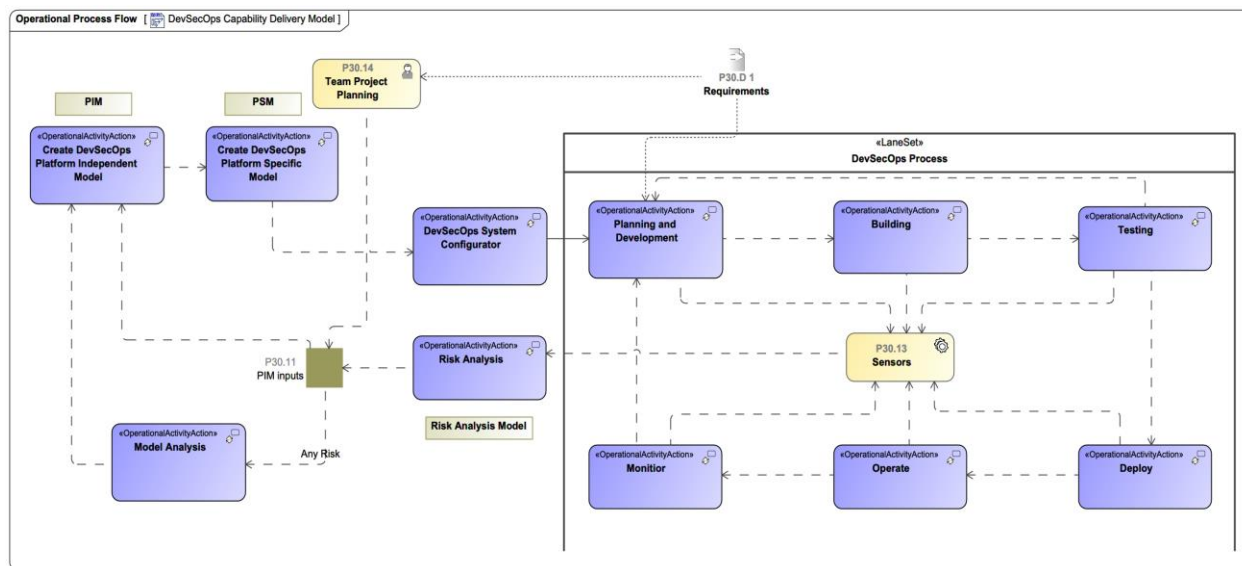 Operational Process Flow [ DevSecOps Capability Delivery Model ]
P30.14
Team Project
Planning
P30.D 1
Requirements
PIM
PSM
«OperationalActivityAction»
Create DevSecOps
Platform Independent
Model
«OperationalActivityAction»
Create DevSecOps
Platform Specific
Model
«LaneSet»
DevSecOps Process
«OperationalActivityAction»
DevSecOps System
Configurator
«OperationalActivityAction»
Planning and
Development
«OperationalActivityAction»
Building
«OperationalActivityAction»
Testing
P30.11
PIM inputs
«OperationalActivityAction»
Risk Analysis
P30.13
Sensors
Risk Analysis Model
«OperationalActivityAction»
Model Analysis
Any Risk
«OperationalActivityAction»
Monitior
«OperationalActivityAction»
Operate
«OperationalActivityAction»
Deploy